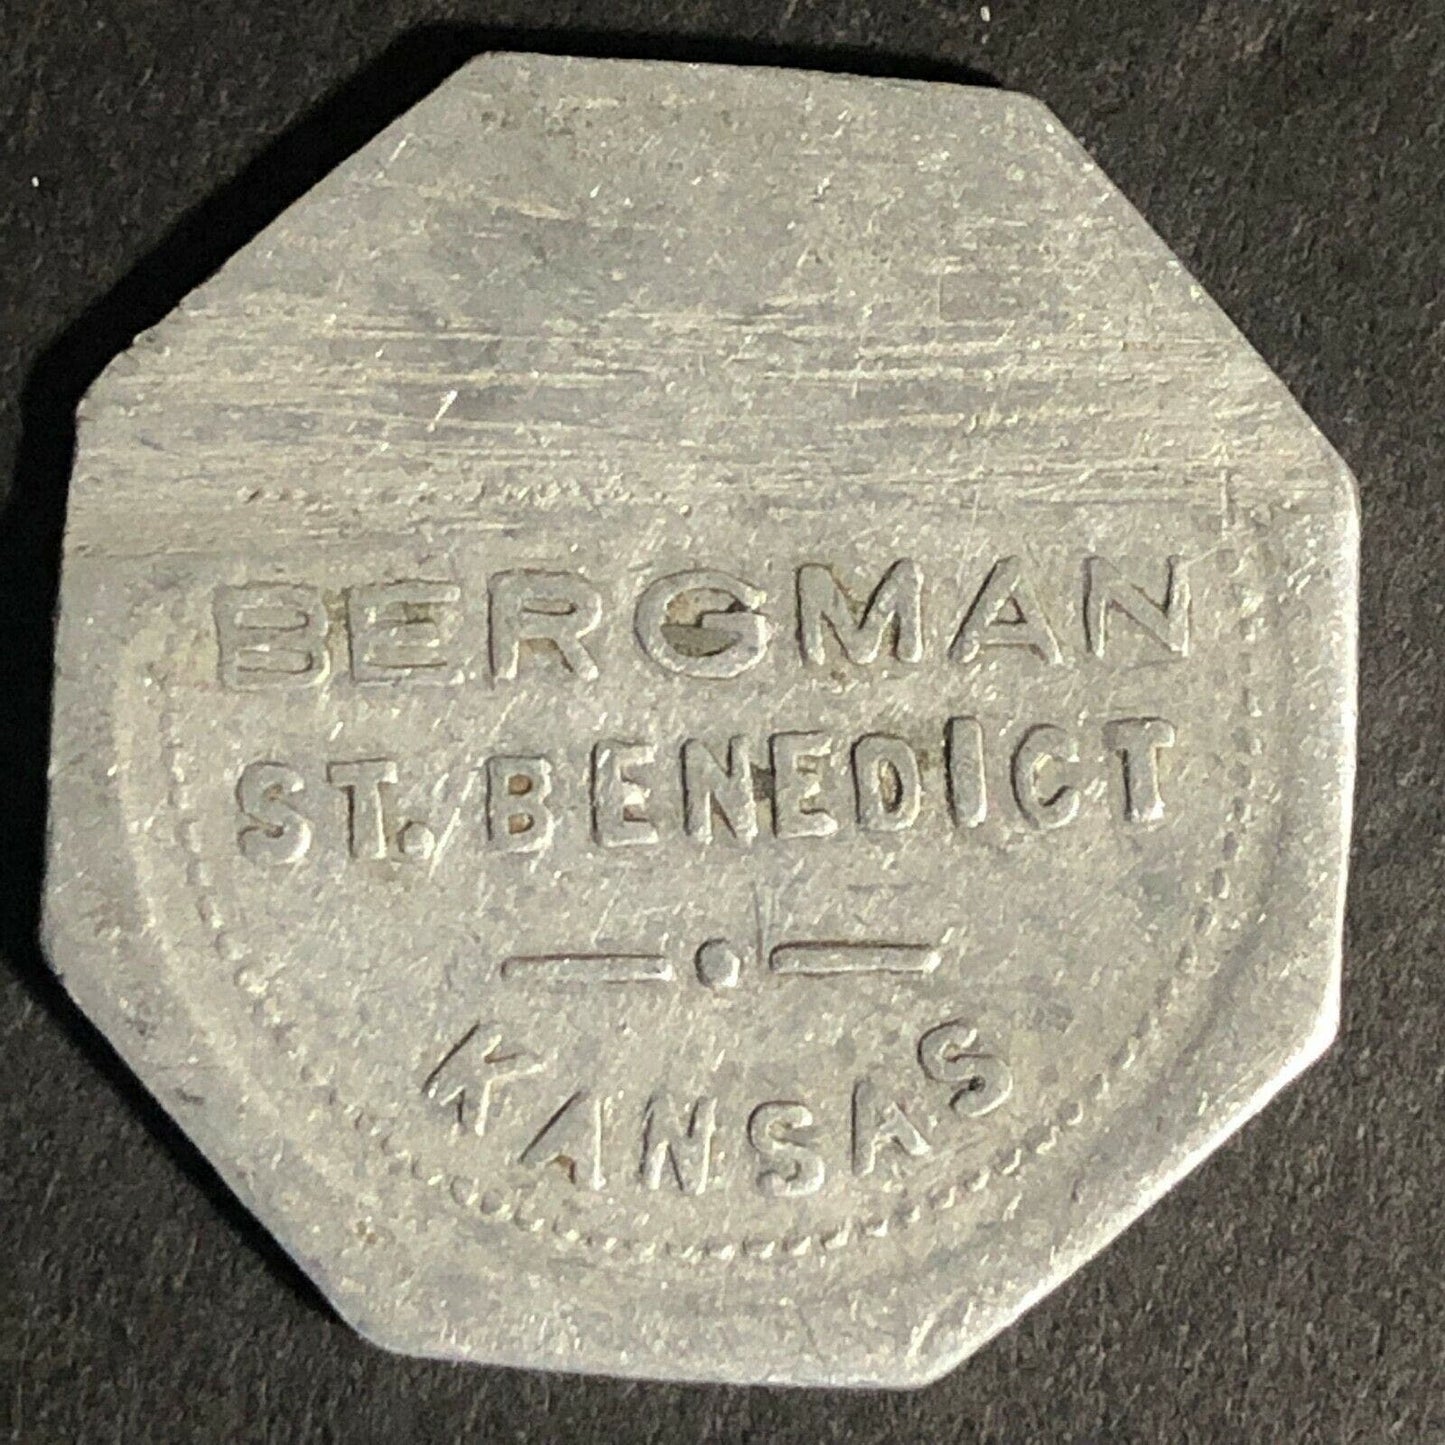 BERGMAN
ST. BENEDICT
—•—
KANSAS